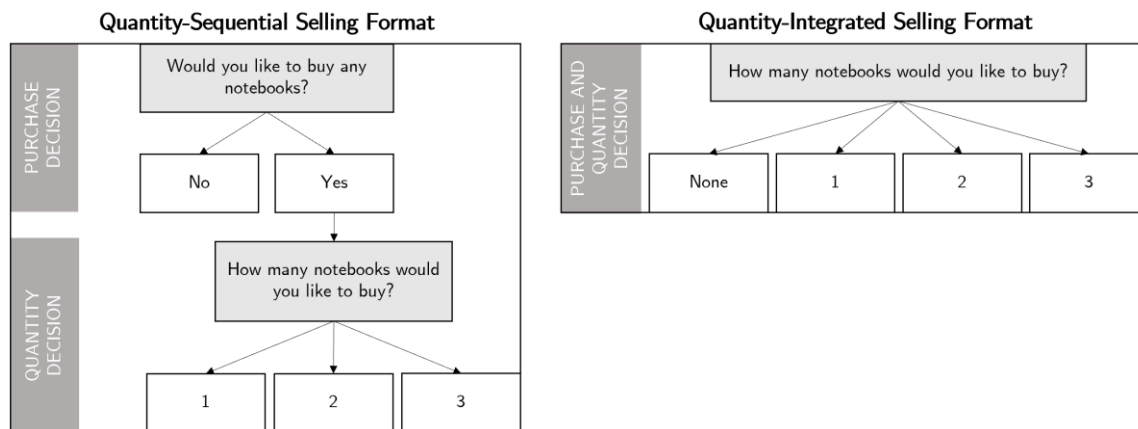 Quantity-Sequential Selling Format
PURCHASE
DECISION
Would you like to buy any
notebooks?
No
Yes
QUANTITY
DECISION
How many notebooks would
you like to buy?
1
2
3
Quantity-Integrated Selling Format
PURCHASE AND
QUANTITY
DECISION
How many notebooks would you like to buy?
None
1
2
3